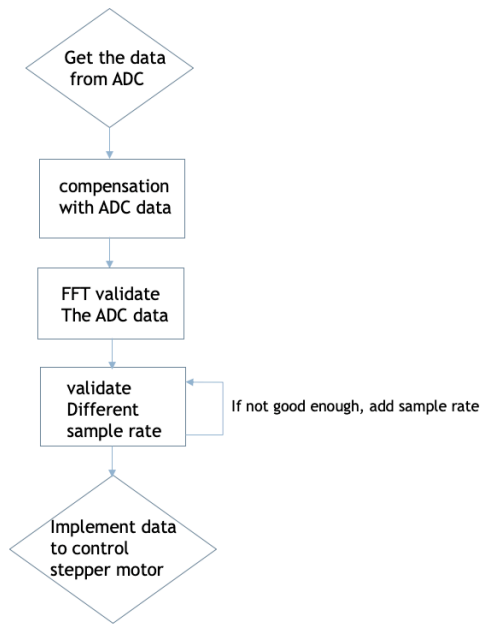 Get the data
from ADC
compensation
with ADC data
FFT validate
The ADC data
validate
Different
sample rate
If not good enough, add sample rate
Implement data
to control
stepper motor